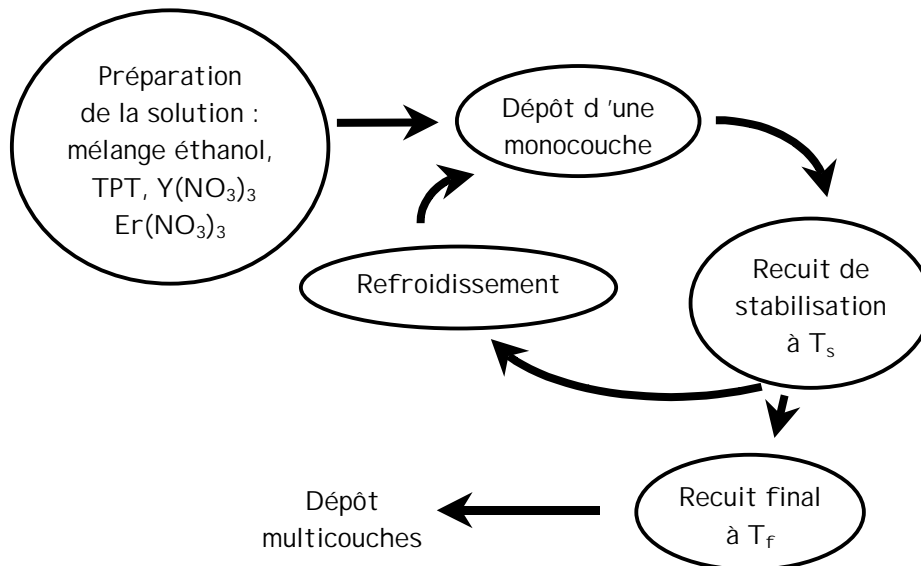 Préparation
de la solution :
mélange éthanol,
TPT, Y(NO₃)₃
Er(NO₃)₃
Dépôt d 'une
monocouche
Refroidissement
Recuit de
stabilisation
à Tₛ
Recuit final
à T_f
Dépôt
multicouches